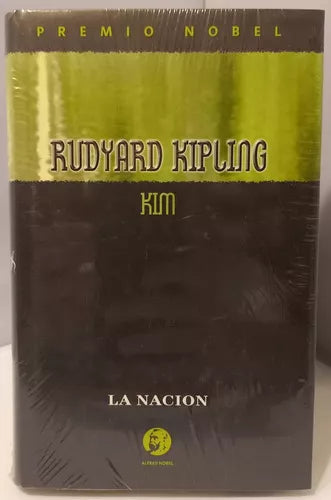 PREMIO NOBEL
RUDYARD KIPLING
KIM
LA NACION
ALFRED NOBEL